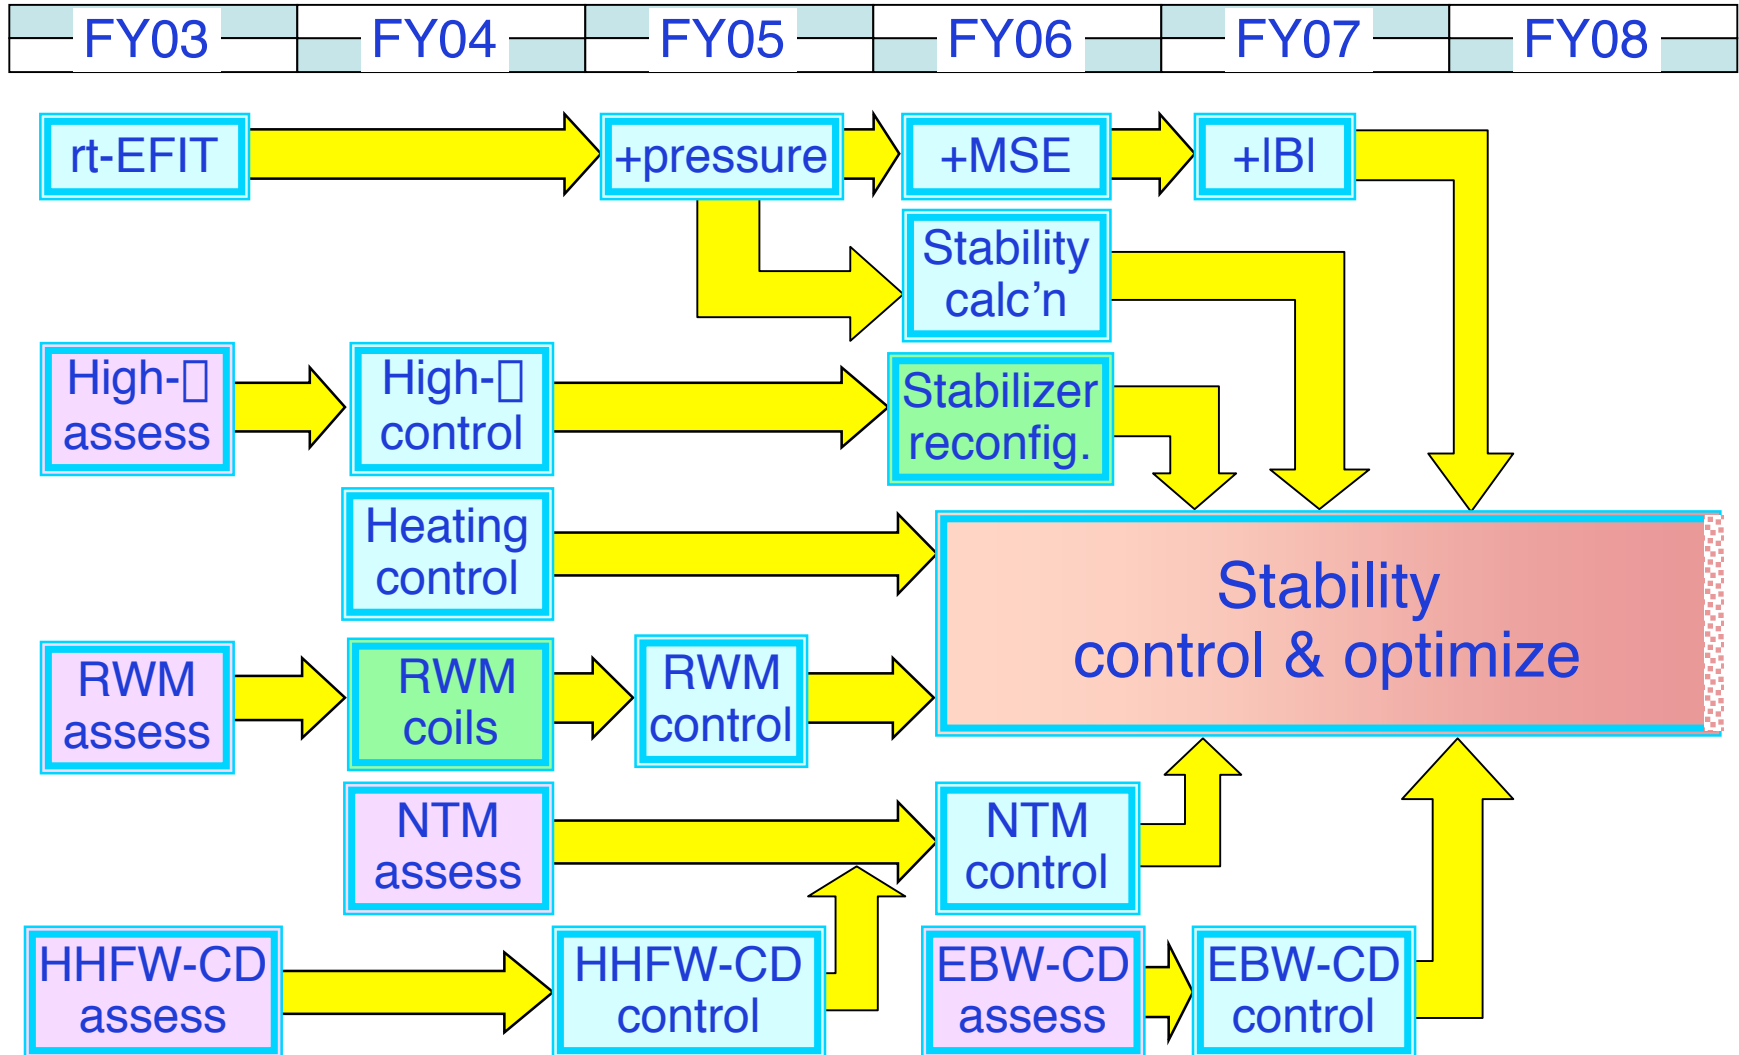 FY03 FY04 FY05 FY06 FY07 FY08
rt-EFIT
+pressure
+MSE
+|B|
Stability
calc’n
High-▯
assess
High-▯
control
Stabilizer
reconfig.
Heating
control
Stability
control & optimize
RWM
assess
RWM
coils
RWM
control
NTM
assess
NTM
control
HHFW-CD
assess
HHFW-CD
control
EBW-CD
assess
EBW-CD
control